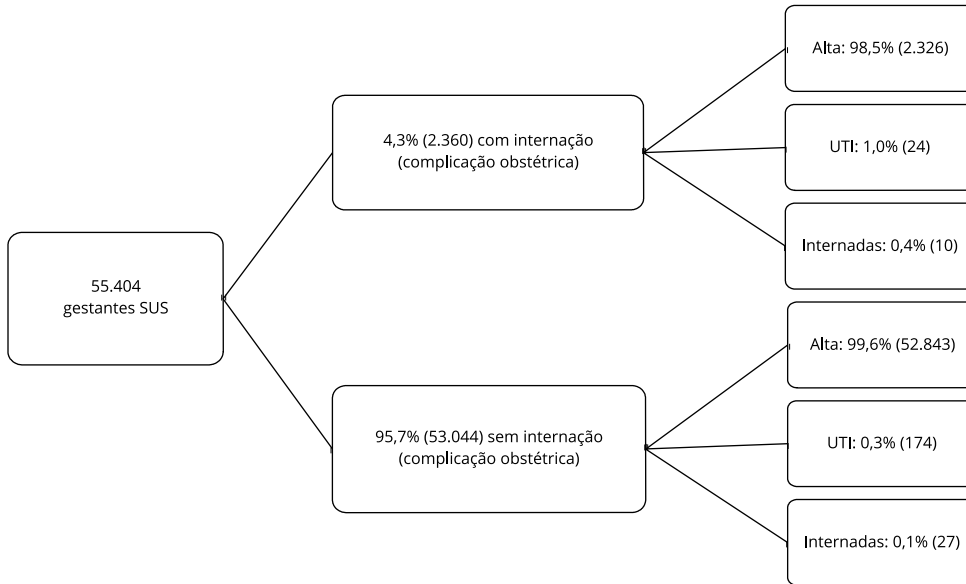 55.404
gestantes SUS
4,3% (2.360) com internação
(complicação obstétrica)
Alta: 98,5% (2.326)
UTI: 1,0% (24)
Internadas: 0,4% (10)
95,7% (53.044) sem internação
(complicação obstétrica)
Alta: 99,6% (52.843)
UTI: 0,3% (174)
Internadas: 0,1% (27)